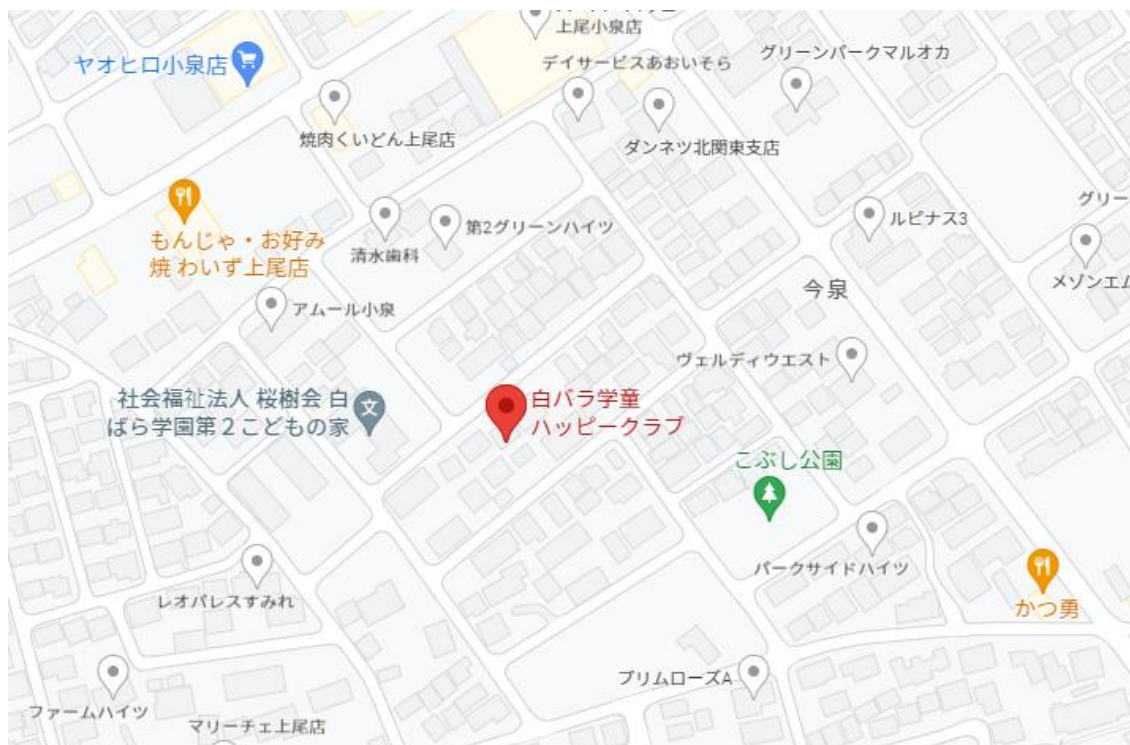 上尾小泉店
ヤオヒロ小泉店
デイサービスあおいそら
グリーンパークマルオカ
焼肉くいどん上尾店
ダンネツ北関東支店
グリー
第2グリーンハイツ
ルピナス3
もんじゃ・お好み
焼 わいず上尾店
清水歯科
メゾンエム
今泉
アムール小泉
ヴェルディウエスト
社会福祉法人 桜樹会 白
ばら学園第2こどもの家
白バラ学童
ハッピークラブ
こぶし公園
パークサイドハイツ
レオパレスすみれ
かつ勇
プリムローズA
ファームハイツ
マリーチェ上尾店